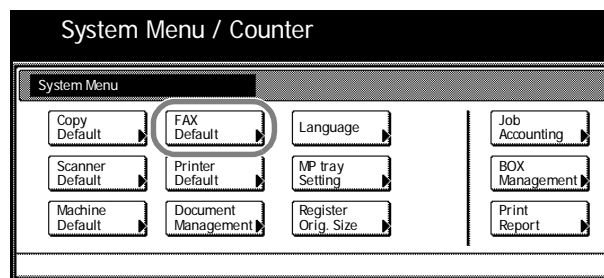 System Menu / Counter
System Menu
Copy
Default
FAX
Default
Language
Job
Accounting
Scanner
Default
Printer
Default
MP tray
Setting
BOX
Management
Machine
Default
Document
Management
Register
Orig. Size
Print
Report